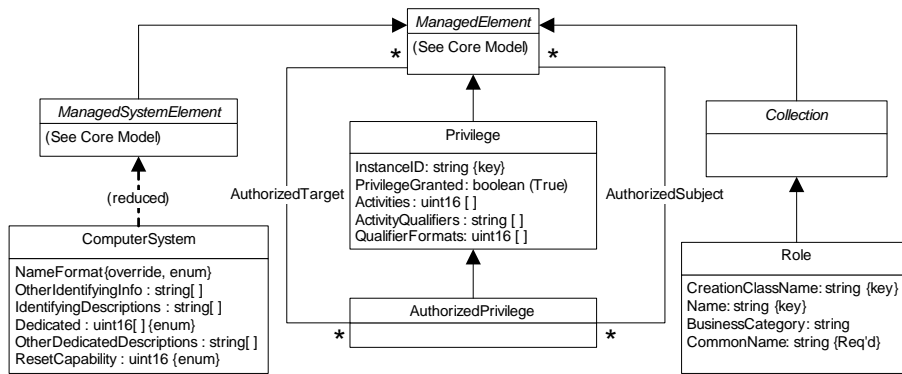 ManagedElement
(See Core Model)
*
*
ManagedSystemElement
(See Core Model)
Collection
Privilege
InstanceID: string {key}
PrivilegeGranted: boolean (True)
Activities : uint16 [ ]
ActivityQualifiers : string [ ]
QualifierFormats: uint16 [ ]
(reduced)
AuthorizedTarget
AuthorizedSubject
ComputerSystem
NameFormat{override, enum}
OtherIdentifyingInfo : string[ ]
IdentifyingDescriptions : string[ ]
Dedicated : uint16[ ] {enum}
OtherDedicatedDescriptions : string[ ]
ResetCapability : uint16 {enum}
AuthorizedPrivilege
*
*
Role
CreationClassName: string {key}
Name: string {key}
BusinessCategory: string
CommonName: string {Req'd}